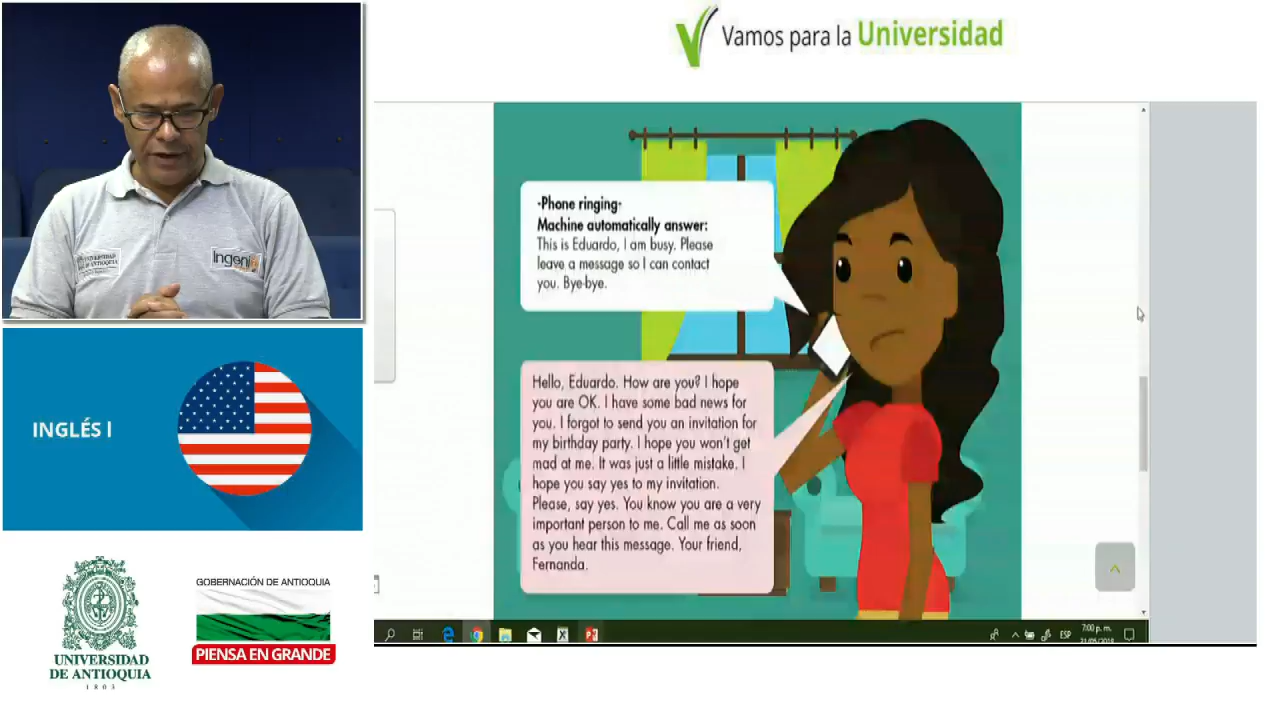 Vamos para la Universidad
UNIVERSIDAD
DE ANTIOQUIA
Ingeni@
-Phone ringing-
Machine automatically answer:
This is Eduardo, I am busy. Please
leave a message so I can contact
you. Bye-bye.
Hello, Eduardo. How are you? I hope
you are OK. I have some bad news for
you. I forgot to send you an invitation for
my birthday party. I hope you won't get
mad at me. It was just a little mistake. I
hope you say yes to my invitation.
Please, say yes. You know you are a very
important person to me. Call me as soon
as you hear this message. Your friend,
Fernanda.
INGLÉS I
UNIVERSIDAD
DE ANTIOQUIA
1803
GOBERNACIÓN DE ANTIOQUIA
PIENSA EN GRANDE
ESP
7:00 p. m.